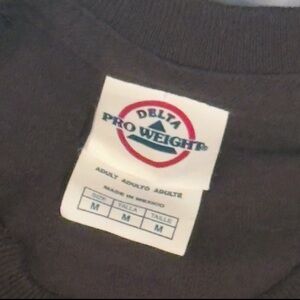 DELTA
PRO WEIGHT®
ADULT ADULTO ADULTE
MADE IN MEXICO
SIZE TALLA TAILLE
M M M